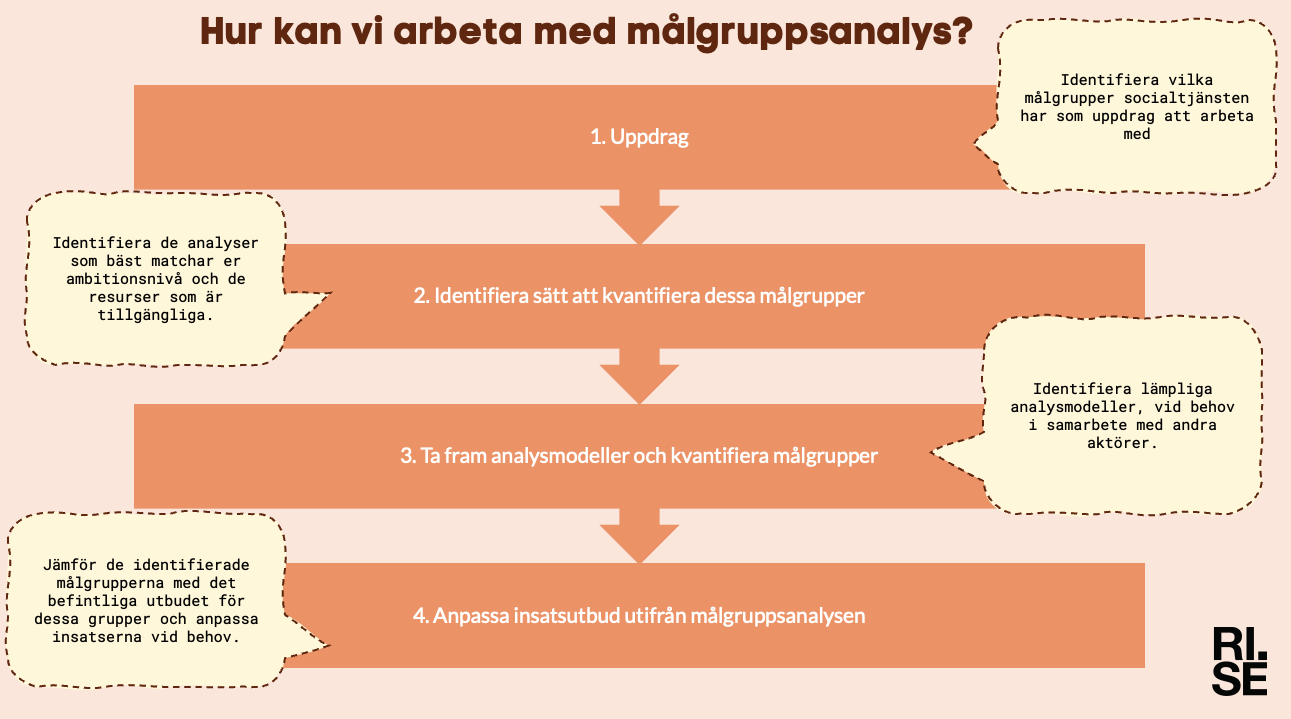 Hur kan vi arbeta med målgruppsanalys?
Identifiera vilka
målgrupper socialtjänsten
har som uppdrag att arbeta
med
1. Uppdrag
Identifiera de analyser
som bäst matchar er
ambitionsnivå och de
resurser som är
tillgängliga.
2. Identifiera sätt att kvantifiera dessa målgrupper
Identifiera lämpliga
analysmodeller, vid behov
i samarbete med andra
aktörer.
3. Ta fram analysmodeller och kvantifiera målgrupper
Jämför de identifierade
målgrupperna med det
befintliga utbudet för
dessa grupper och anpassa
insatserna vid behov.
4. Anpassa insatsutbud utifrån målgruppsanalysen
RI.
SE